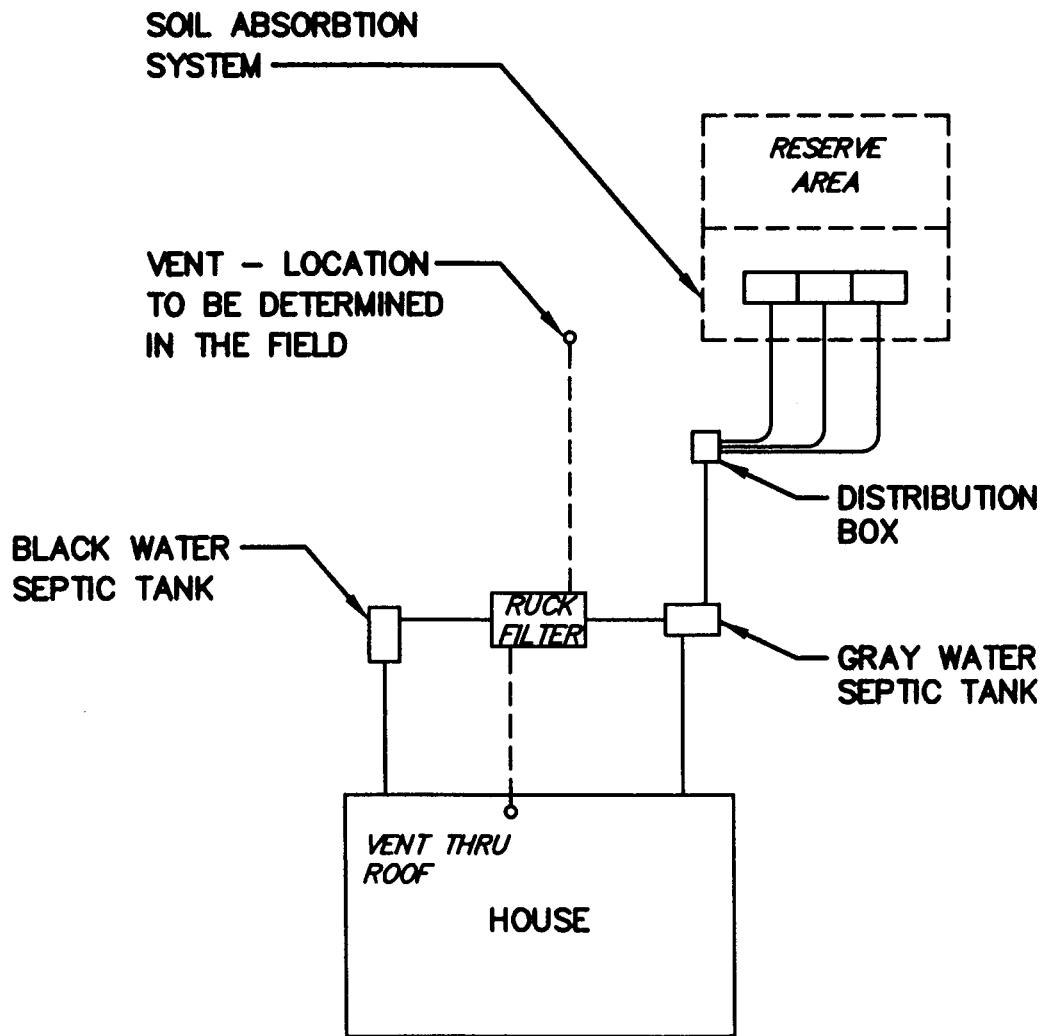 SOIL ABSORBTION
SYSTEM
RESERVE
AREA
VENT - LOCATION
TO BE DETERMINED
IN THE FIELD
DISTRIBUTION
BOX
BLACK WATER
SEPTIC TANK
RUCK
FILTER
GRAY WATER
SEPTIC TANK
VENT THRU
ROOF
HOUSE